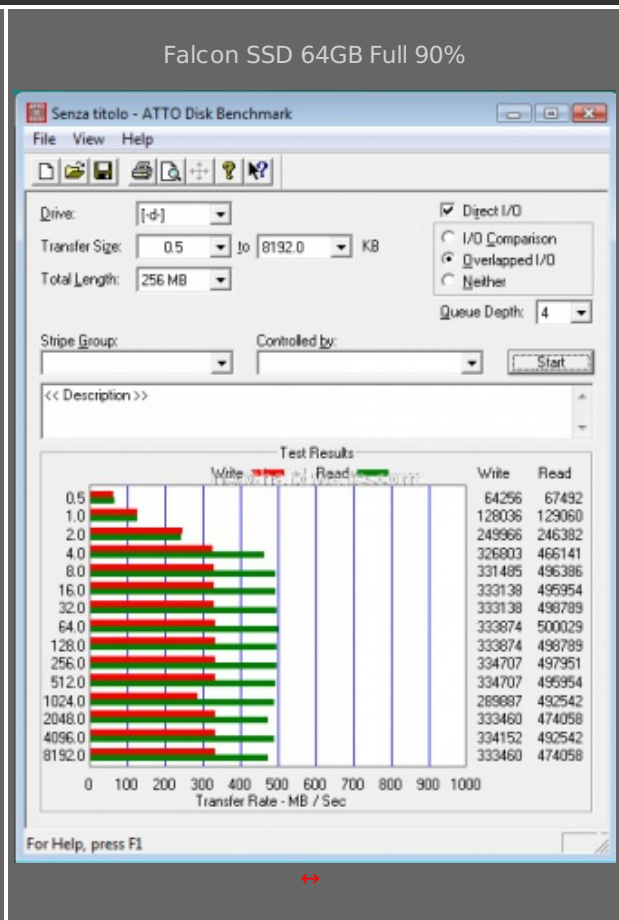 Falcon SSD 64GB Full 90%
Senza titolo - ATTO Disk Benchmark
File View Help
Drive: [-d-] Direct I/O
Transfer Size: 0.5 to 8192.0 KB I/O Comparison
Total Length: 256 MB Overlapped I/O
Neither
Queue Depth: 4
Stripe Group: Controlled by:
Start
<< Description >>
Test Results
Write Read Write Read
0.5 64256 67492
1.0 128036 129060
2.0 249966 246382
4.0 326803 466141
8.0 331485 496386
16.0 333138 495954
32.0 333138 498789
64.0 333874 500029
128.0 333874 498789
256.0 334707 497951
512.0 334707 495954
1024.0 289887 492542
2048.0 333460 474058
4096.0 334152 492542
8192.0 333460 474058
0 100 200 300 400 500 600 700 800 900 1000
Transfer Rate - MB / Sec
For Help, press F1